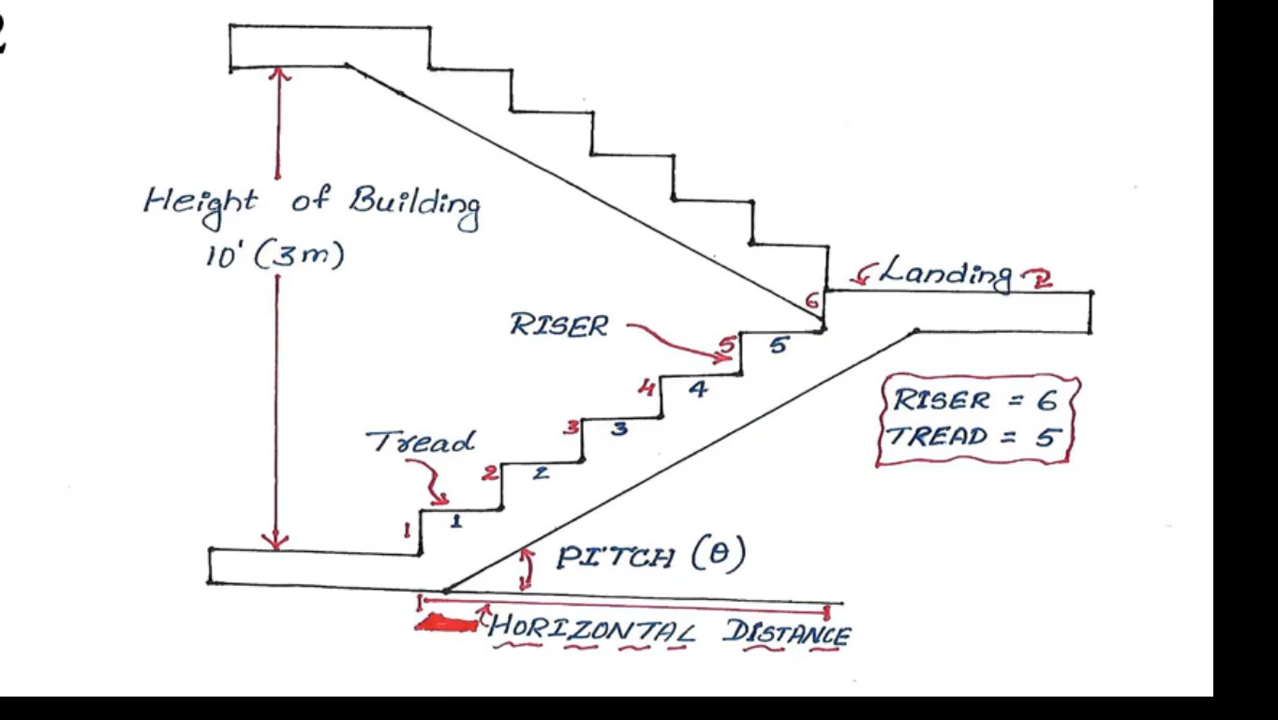 2
Height of Building
10' (3m)
Landing
6
RISER
5
5
4
4
RISER = 6
TREAD = 5
3
3
Tread
2
2
1
1
PITCH (θ)
HORIZONTAL DISTANCE